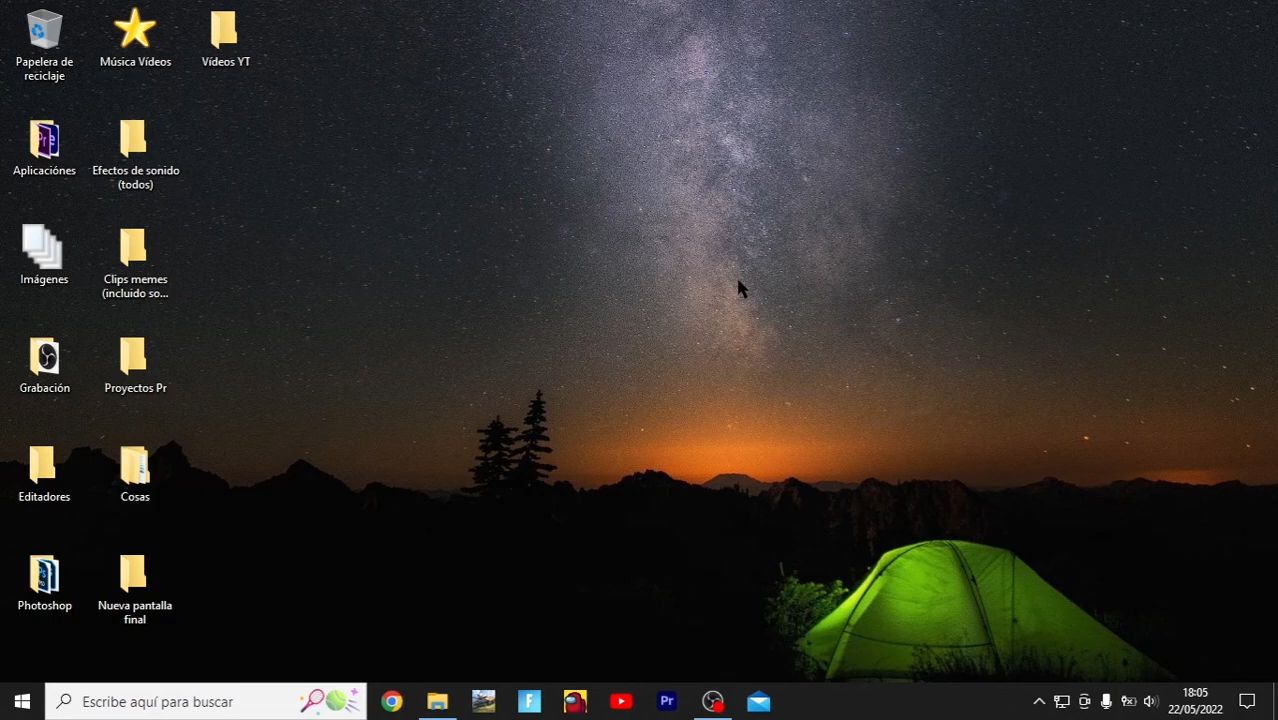 Papelera de
reciclaje
Música Vídeos
Vídeos YT
Aplicaciónes
Efectos de sonido
(todos)
Imágenes
Clips memes
(incluido so...
Grabación
Proyectos Pr
Editadores
Cosas
Photoshop
Nueva pantalla
final
Escribe aquí para buscar
Pr
18:05
22/05/2022